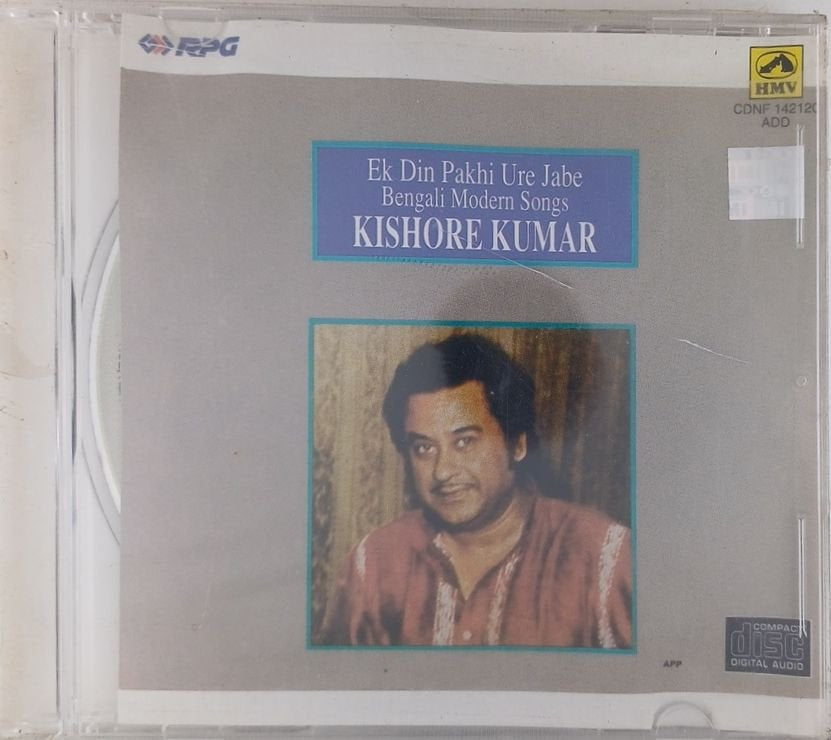 RPG
HMV
CDNF 142120
ADD
Ek Din Pakhi Ure Jabe
Bengali Modern Songs
KISHORE KUMAR
COMPACT
disc
DIGITAL AUDIO
APP